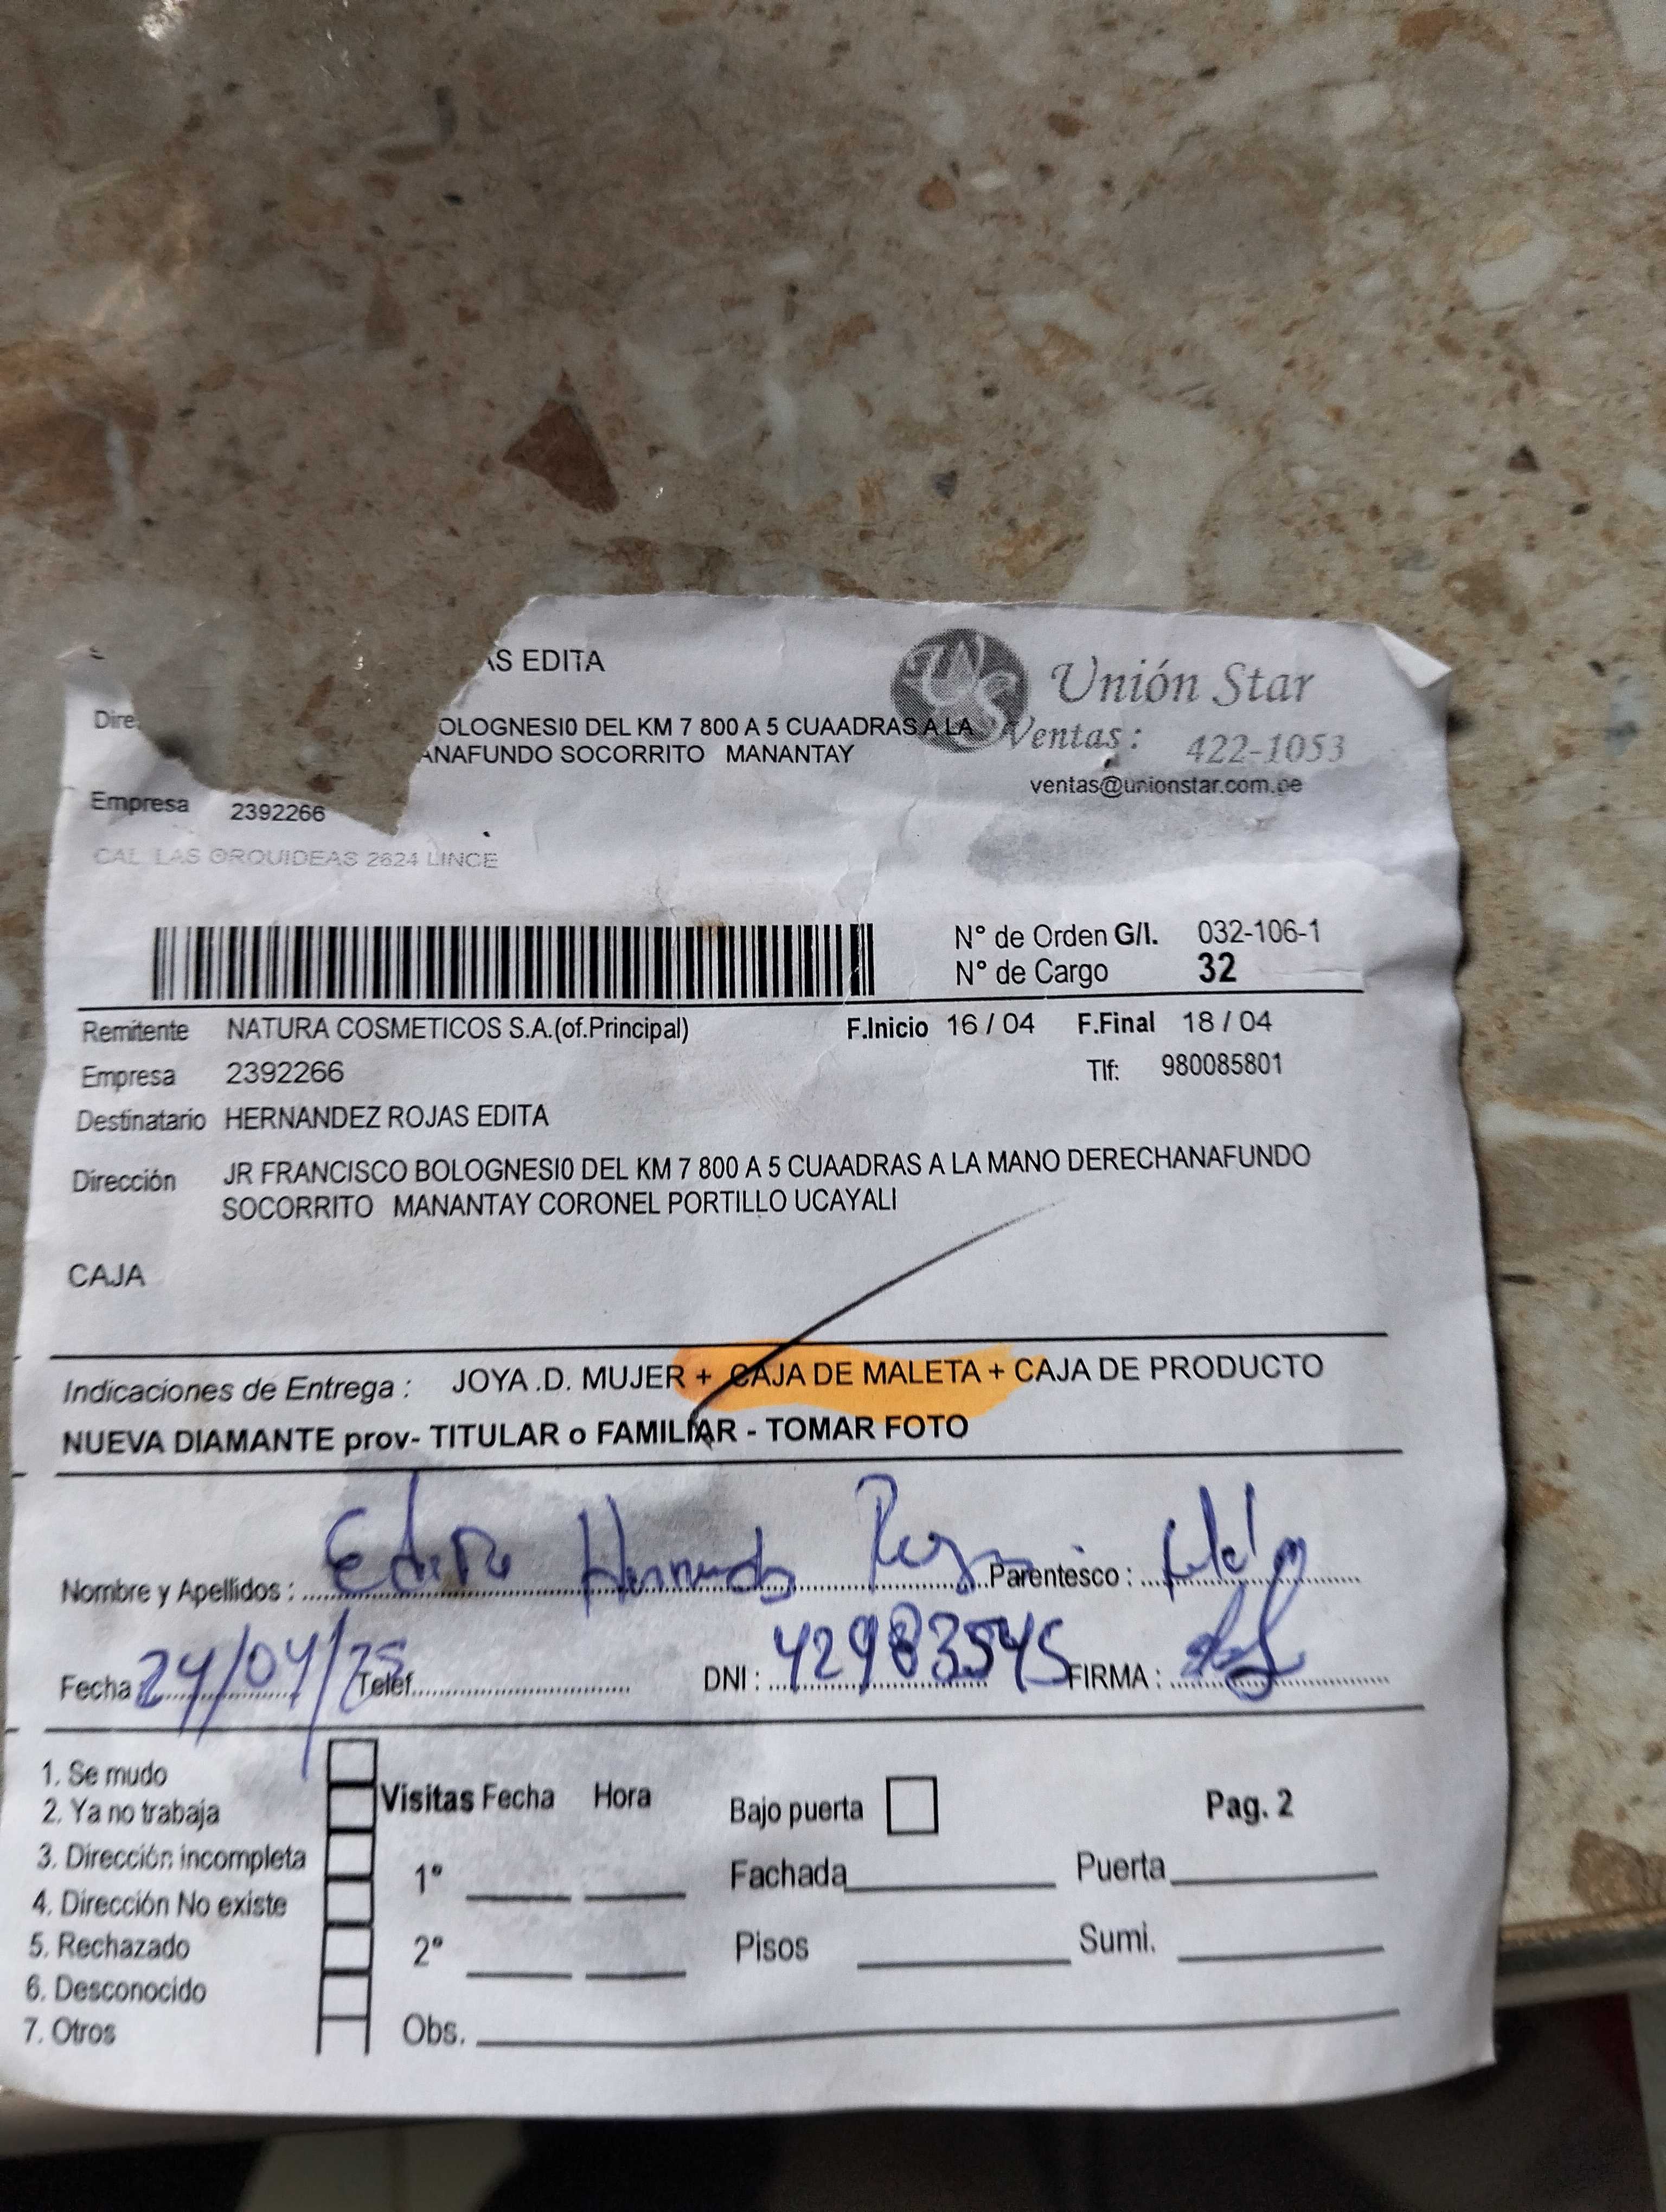 AS EDITA
Unión Star
Dire
OLOGNESI0 DEL KM 7 800 A 5 CUAADRAS A LA
Ventas: 422-1053
ANAFUNDO SOCORRITO MANANTAY
ventas@unionstar.com.pe
Empresa 2392266
CAL LAS ORQUIDEAS 2624 LINCE
N° de Orden G/I. 032-106-1
N° de Cargo 32
Remitente NATURA COSMETICOS S.A.(of.Principal) F.Inicio 16 / 04 F.Final 18 / 04
Empresa 2392266 Tlf: 980085801
Destinatario HERNANDEZ ROJAS EDITA
Dirección JR FRANCISCO BOLOGNESI0 DEL KM 7 800 A 5 CUAADRAS A LA MANO DERECHANAFUNDO
SOCORRITO MANANTAY CORONEL PORTILLO UCAYALI
CAJA
Indicaciones de Entrega : JOYA .D. MUJER + CAJA DE MALETA + CAJA DE PRODUCTO
NUEVA DIAMANTE prov- TITULAR o FAMILIAR - TOMAR FOTO
Nombre y Apellidos : Parentesco :
Fecha 24/04/25 Telef. DNI : 42983545 FIRMA :
1. Se mudo
2. Ya no trabaja
3. Dirección incompleta
4. Dirección No existe
5. Rechazado
6. Desconocido
7. Otros
Visitas Fecha Hora
1°
2°
Obs.
Bajo puerta Pag. 2
Fachada Puerta
Pisos Sumi.